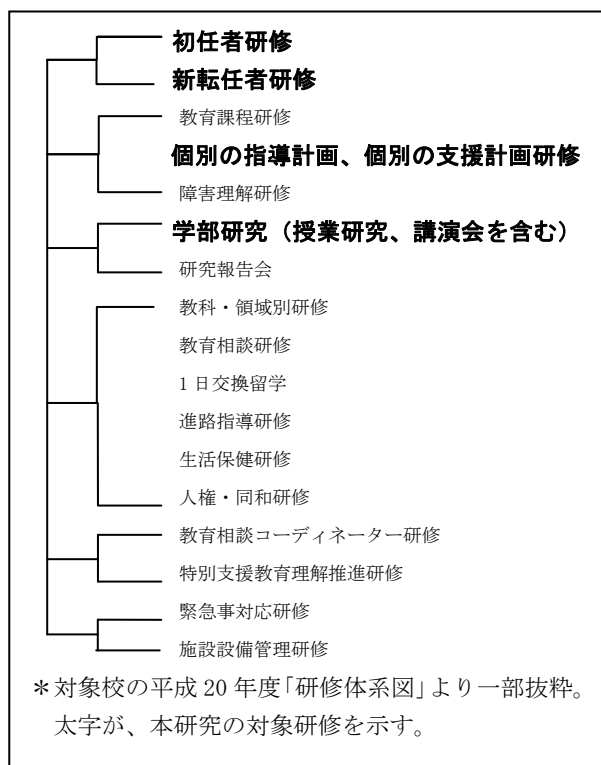 初任者研修
新転任者研修
教育課程研修
個別の指導計画、個別の支援計画研修
障害理解研修
学部研究（授業研究、講演会を含む）
研究報告会
教科・領域別研修
教育相談研修
1日交換留学
進路指導研修
生活保健研修
人権・同和研修
教育相談コーディネーター研修
特別支援教育理解推進研修
緊急事対応研修
施設設備管理研修
＊対象校の平成 20 年度「研修体系図」より一部抜粋。
太字が、本研究の対象研修を示す。